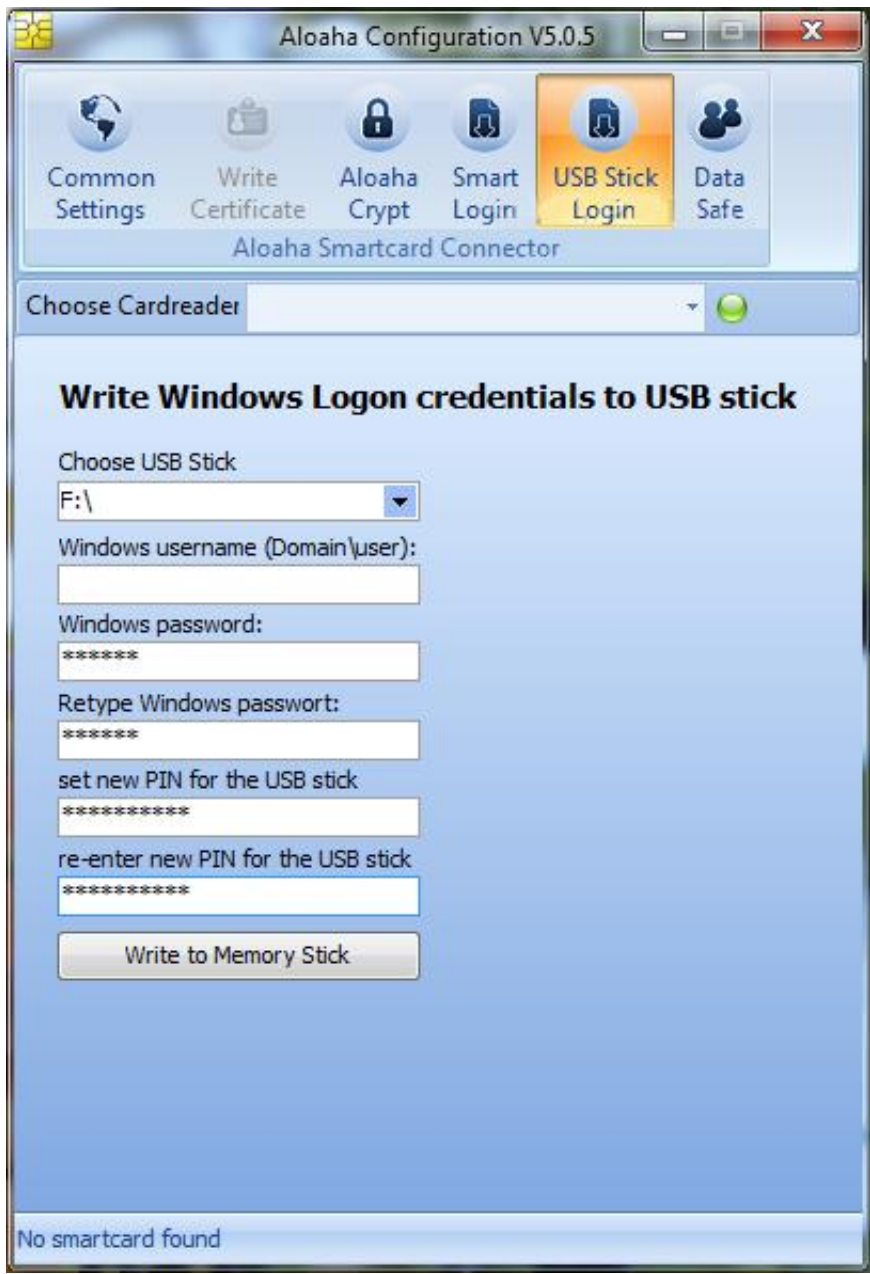 Aloaha Configuration V5.0.5
Common Settings
Write Certificate
Aloaha Crypt
Smart Login
USB Stick Login
Data Safe
Aloaha Smartcard Connector
Choose Cardreader
Write Windows Logon credentials to USB stick
Choose USB Stick
F:\
Windows username (Domain\user):
Windows password:
******
Retype Windows passwort:
******
set new PIN for the USB stick
**********
re-enter new PIN for the USB stick
**********
Write to Memory Stick
No smartcard found